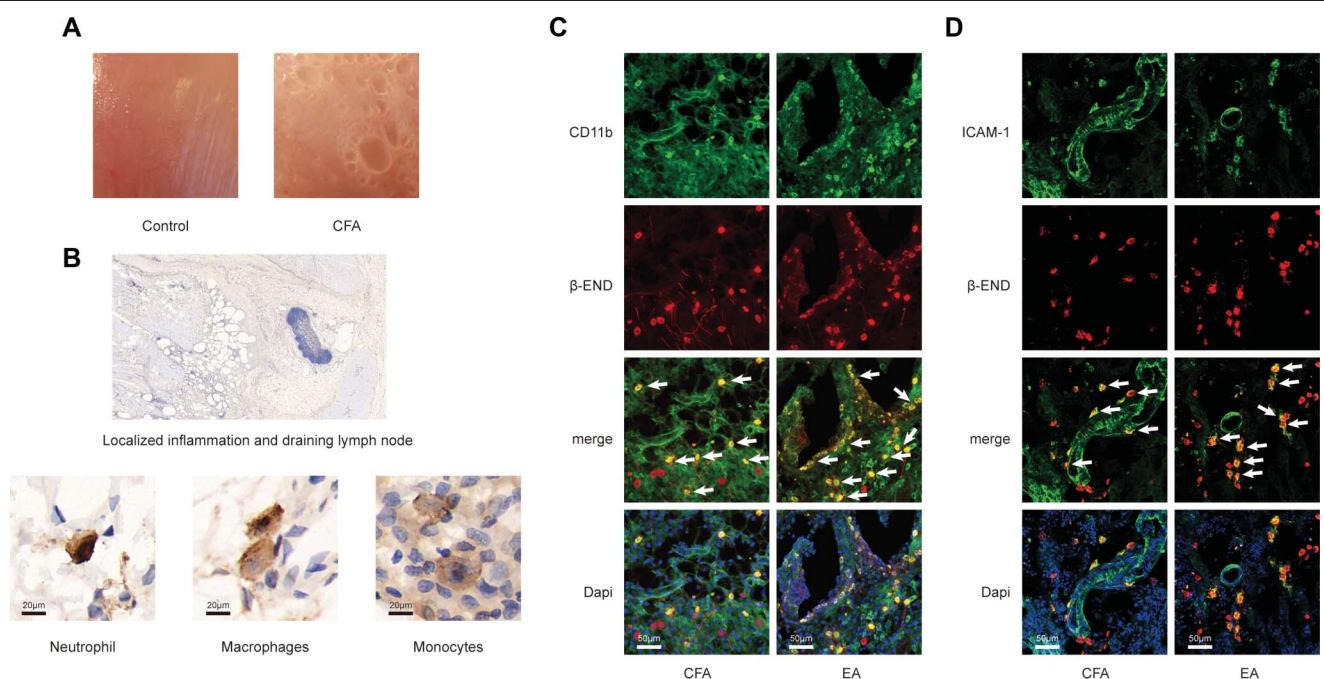 A
Control
CFA
B
Localized inflammation and draining lymph node
20µm
20µm
20µm
Neutrophil
Macrophages
Monocytes
C
CD11b
β-END
merge
Dapi
50µm
50µm
CFA
EA
D
ICAM-1
β-END
merge
Dapi
50µm
50µm
CFA
EA